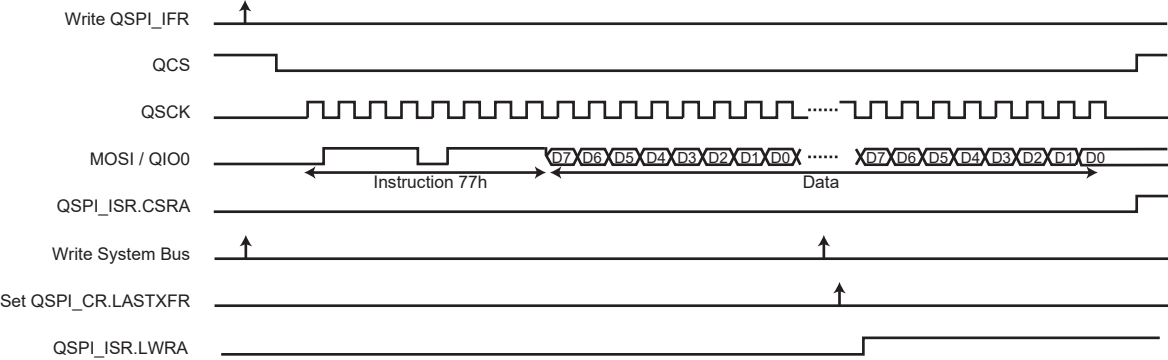 Write QSPI_IFR
QCS
QSCK
MOSI / QIO0
D7 D6 D5 D4 D3 D2 D1 D0 D7 D6 D5 D4 D3 D2 D1 D0
Instruction 77h Data
QSPI_ISR.CSRA
Write System Bus
Set QSPI_CR.LASTXFR
QSPI_ISR.LWRA